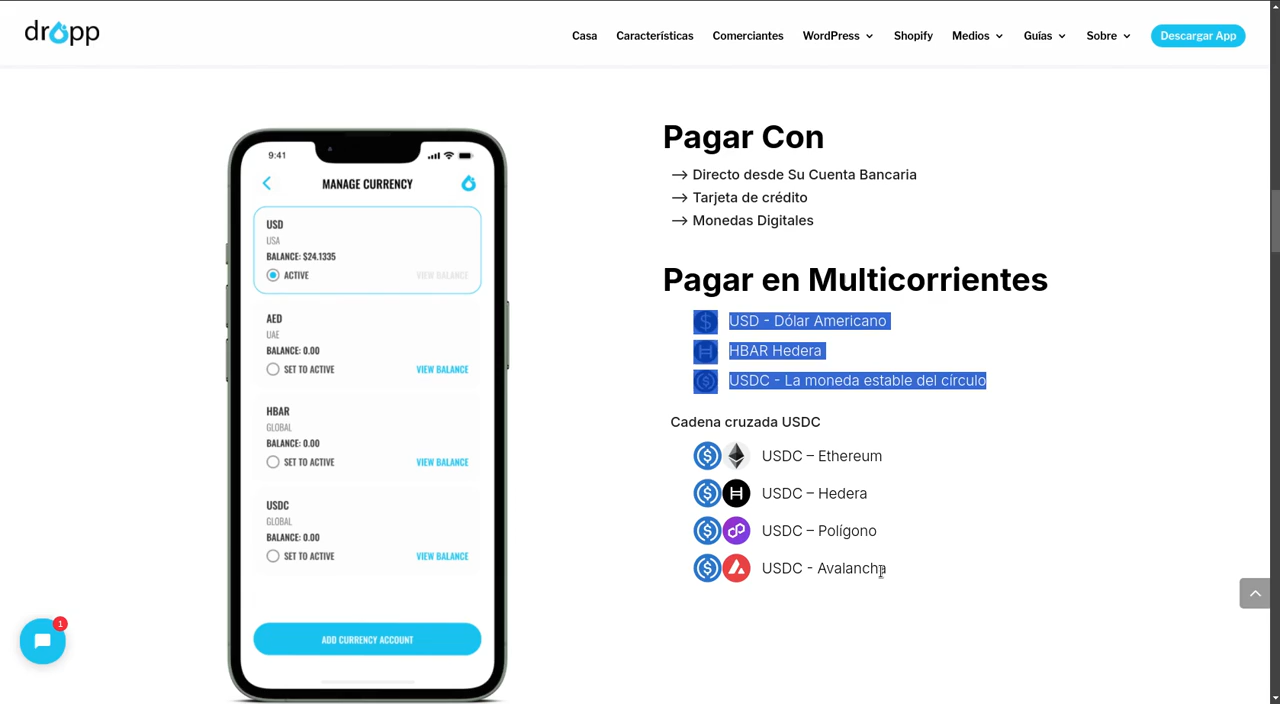 dropp
Casa
Características
Comerciantes
WordPress
Shopify
Medios
Guías
Sobre
Descargar App
9:41
MANAGE CURRENCY
USD
USA
BALANCE: $24.1335
ACTIVE
VIEW BALANCE
AED
UAE
BALANCE: 0.00
SET TO ACTIVE
VIEW BALANCE
HBAR
GLOBAL
BALANCE: 0.00
SET TO ACTIVE
VIEW BALANCE
USDC
GLOBAL
BALANCE: 0.00
SET TO ACTIVE
VIEW BALANCE
ADD CURRENCY ACCOUNT
Pagar Con
Directo desde Su Cuenta Bancaria
Tarjeta de crédito
Monedas Digitales
Pagar en Multicorrientes
USD - Dólar Americano
HBAR Hedera
USDC - La moneda estable del círculo
Cadena cruzada USDC
USDC – Ethereum
USDC – Hedera
USDC – Polígono
USDC - Avalancha
1